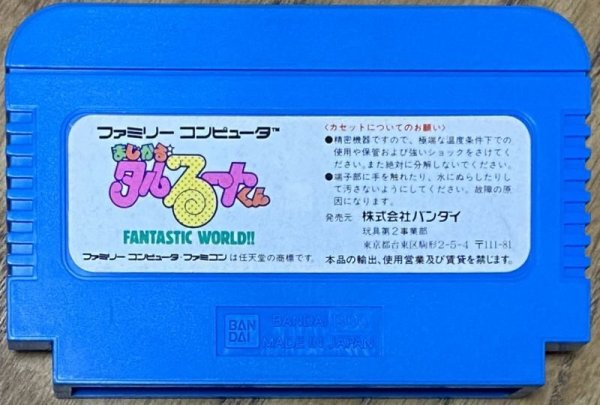 ファミリー コンピュータ™
まじかる
タルるートくん
FANTASTIC WORLD!!
ファミリー コンピュータ・ファミコンは任天堂の商標です。
〈カセットについてのお願い〉
●精密機器ですので、極端な温度条件下での
使用や保管および強いショックをさけてく
ださい。また絶対に分解しないでください。
●端子部に手を触れたり、水にぬらしたりし
て汚さないようにしてください。故障の原
因になります。
発売元 株式会社バンダイ
玩具第2事業部
東京都台東区駒形2-5-4 〒111-81
本品の輸出、使用営業及び賃貸を禁じます。
BAN
DAI
BANDAI
MADE IN JAPAN